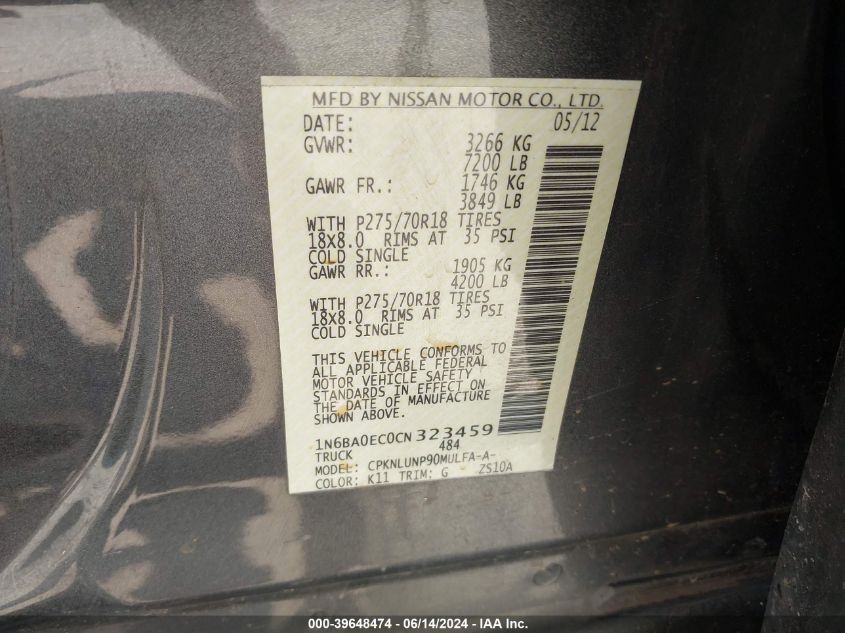 MFD BY NISSAN MOTOR CO., LTD.
DATE: 05/12
GVWR: 3266 KG
7200 LB
GAWR FR.: 1746 KG
3849 LB
WITH P275/70R18 TIRES
18X8.0 RIMS AT 35 PSI
COLD SINGLE
GAWR RR.: 1905 KG
4200 LB
WITH P275/70R18 TIRES
18X8.0 RIMS AT 35 PSI
COLD SINGLE
THIS VEHICLE CONFORMS TO
ALL APPLICABLE FEDERAL
MOTOR VEHICLE SAFETY
STANDARDS IN EFFECT ON
THE DATE OF MANUFACTURE
SHOWN ABOVE.
1N6BA0EC0CN323459
TRUCK 484
MODEL: CPKNLUNP90MULFA-A-
COLOR: K11 TRIM: G ZS10A
000-39648474 - 06/14/2024 - IAA Inc.